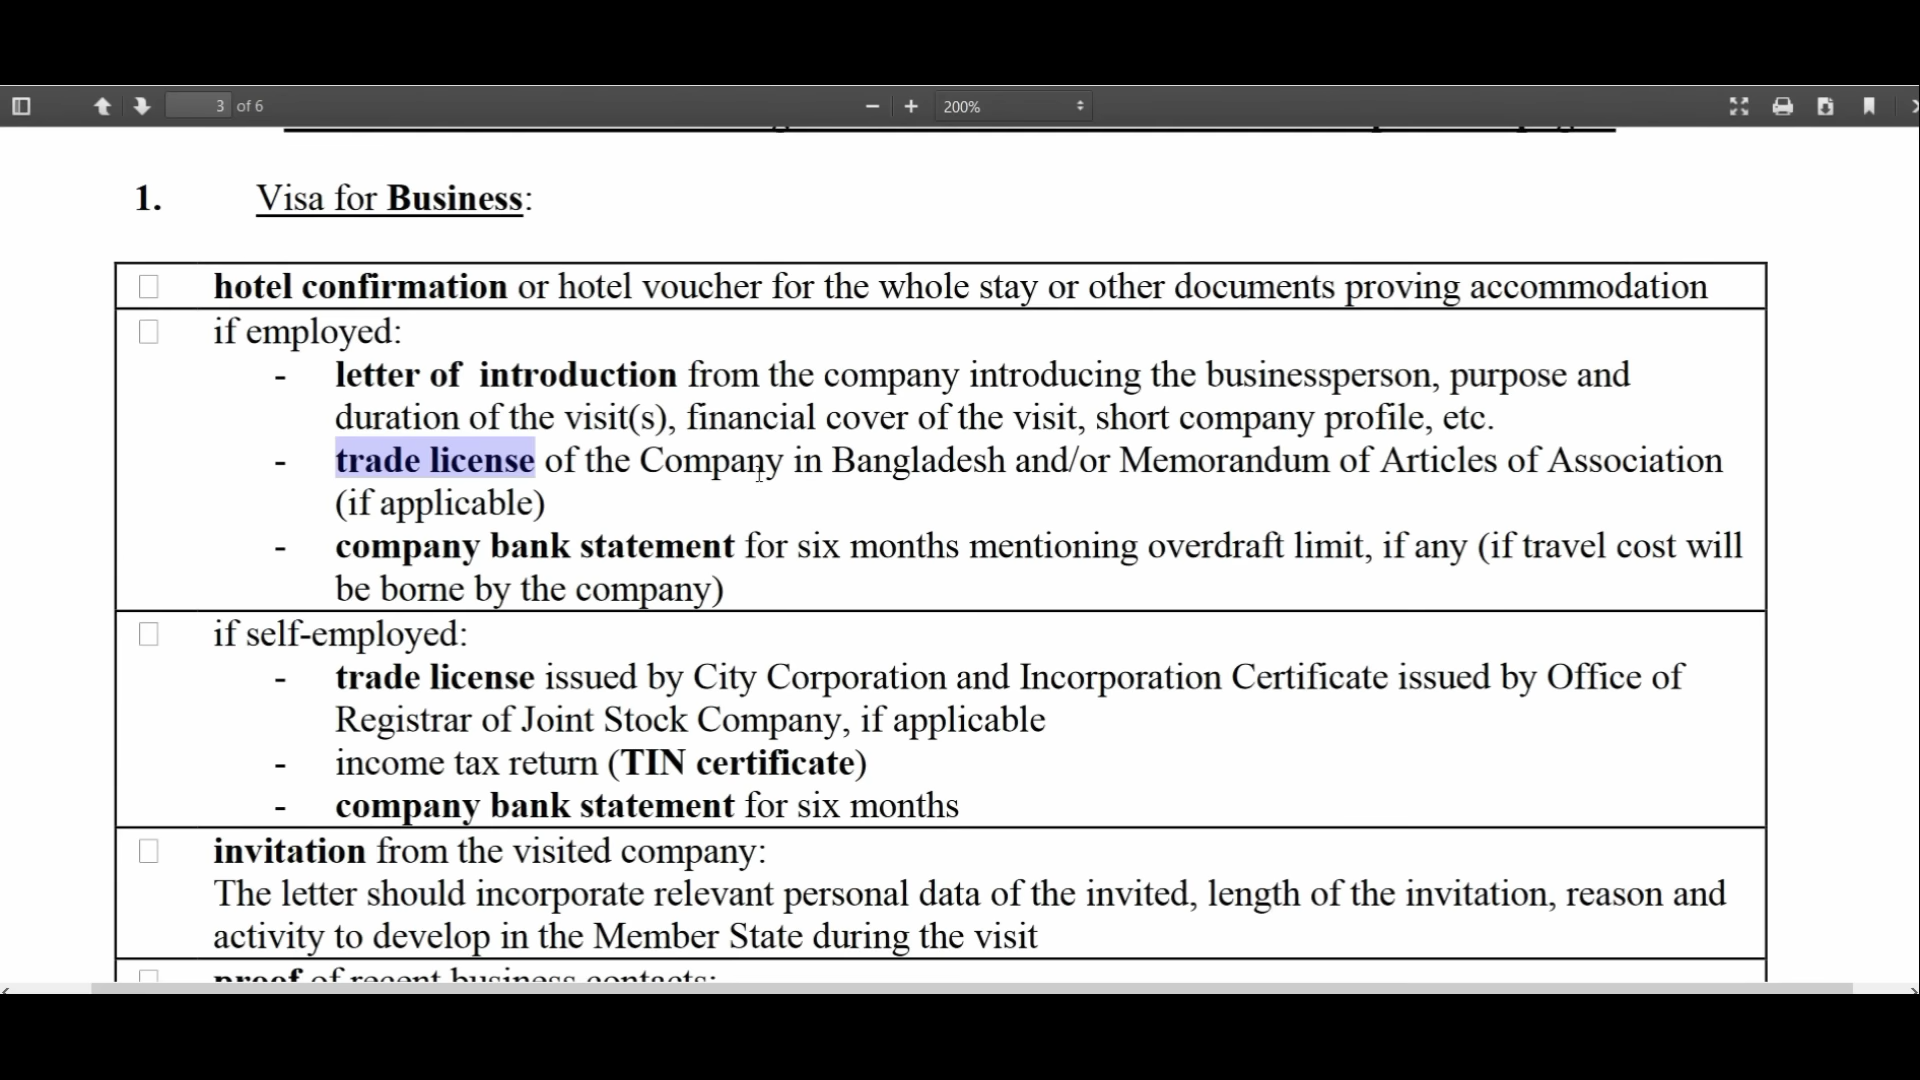 3 of 6
200%
1. Visa for Business:
hotel confirmation or hotel voucher for the whole stay or other documents proving accommodation
if employed:
- letter of introduction from the company introducing the businessperson, purpose and
duration of the visit(s), financial cover of the visit, short company profile, etc.
- trade license of the Company in Bangladesh and/or Memorandum of Articles of Association
(if applicable)
- company bank statement for six months mentioning overdraft limit, if any (if travel cost will
be borne by the company)
if self-employed:
- trade license issued by City Corporation and Incorporation Certificate issued by Office of
Registrar of Joint Stock Company, if applicable
- income tax return (TIN certificate)
- company bank statement for six months
invitation from the visited company:
The letter should incorporate relevant personal data of the invited, length of the invitation, reason and
activity to develop in the Member State during the visit
proof of recent business contacts: